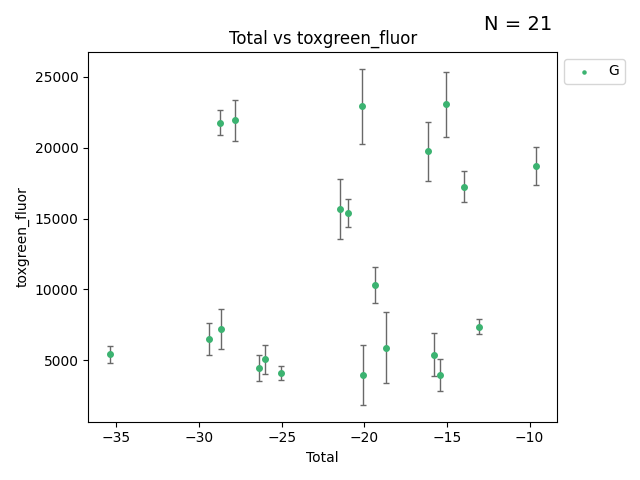 N = 21
Total vs toxgreen_fluor
G
25000
20000
15000
10000
5000
toxgreen_fluor
−35
−30
−25
−20
−15
−10
Total